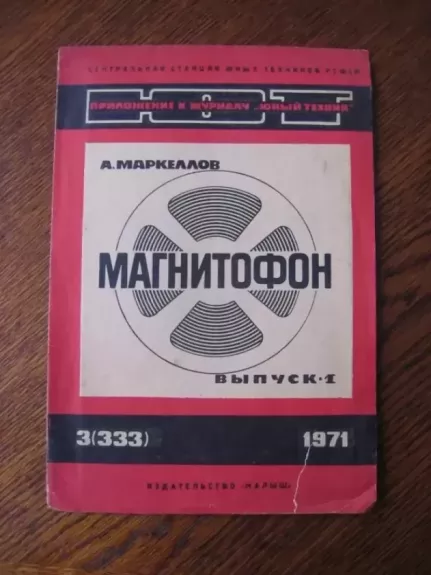 ЦЕНТРАЛЬНАЯ СТАНЦИЯ ЮНЫХ ТЕХНИКОВ РСФСР
ЮТ
ПРИЛОЖЕНИЕ К ЖУРНАЛУ „ЮНЫЙ ТЕХНИК"
А. МАРКЕЛЛОВ
МАГНИТОФОН
ВЫПУСК·1
3(333) 1971
ИЗДАТЕЛЬСТВО «МАЛЫШ»